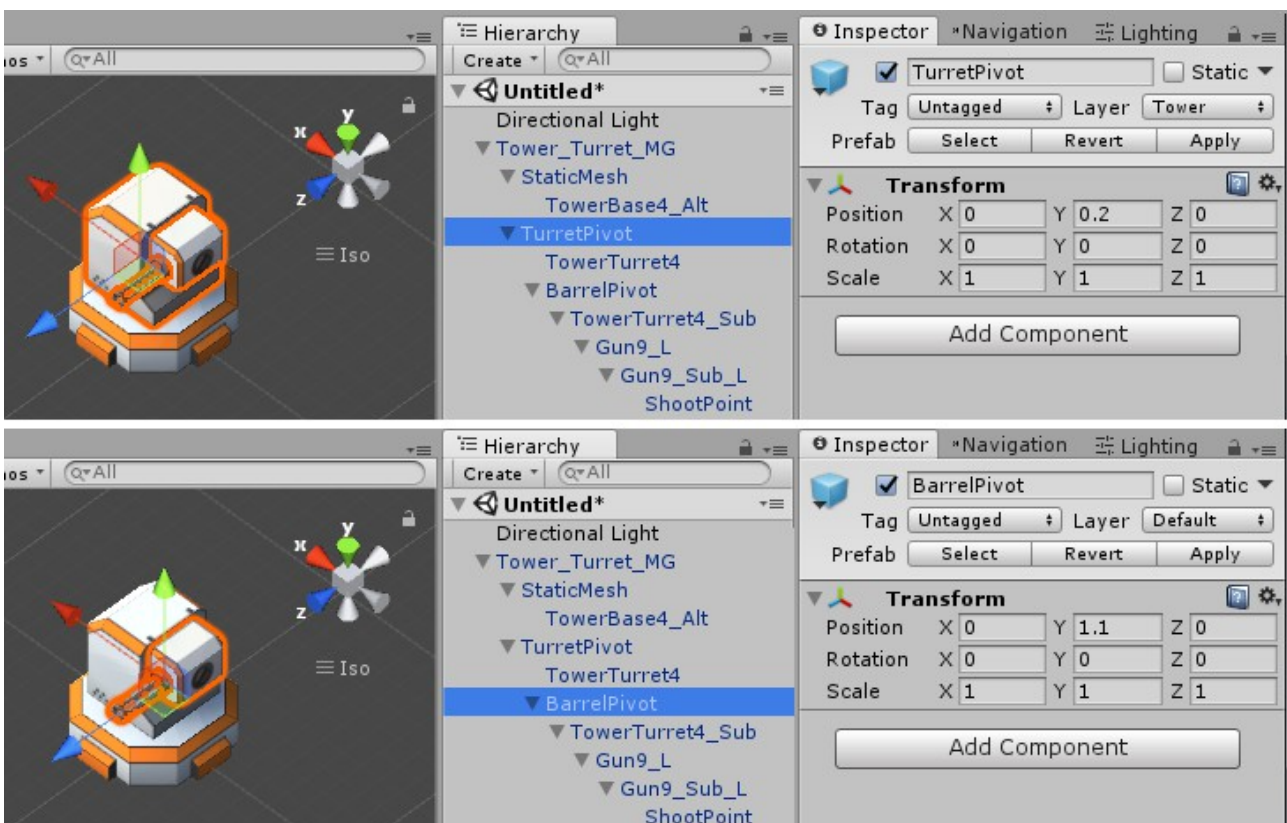 Hierarchy
Inspector Navigation Lighting
All
Create All
TurretPivot Static
Untitled*
Tag Untagged Layer Tower
Directional Light
Prefab Select Revert Apply
Tower_Turret_MG
StaticMesh
Transform
TowerBase4_Alt
Position X 0 Y 0.2 Z 0
TurretPivot
Rotation X 0 Y 0 Z 0
TowerTurret4
Scale X 1 Y 1 Z 1
BarrelPivot
TowerTurret4_Sub
Add Component
Gun9_L
Gun9_Sub_L
ShootPoint
x y z
Iso
Hierarchy
Inspector Navigation Lighting
All
Create All
BarrelPivot Static
Untitled*
Tag Untagged Layer Default
Directional Light
Prefab Select Revert Apply
Tower_Turret_MG
StaticMesh
Transform
TowerBase4_Alt
Position X 0 Y 1.1 Z 0
TurretPivot
Rotation X 0 Y 0 Z 0
TowerTurret4
Scale X 1 Y 1 Z 1
BarrelPivot
TowerTurret4_Sub
Add Component
Gun9_L
Gun9_Sub_L
ShootPoint
x y z
Iso